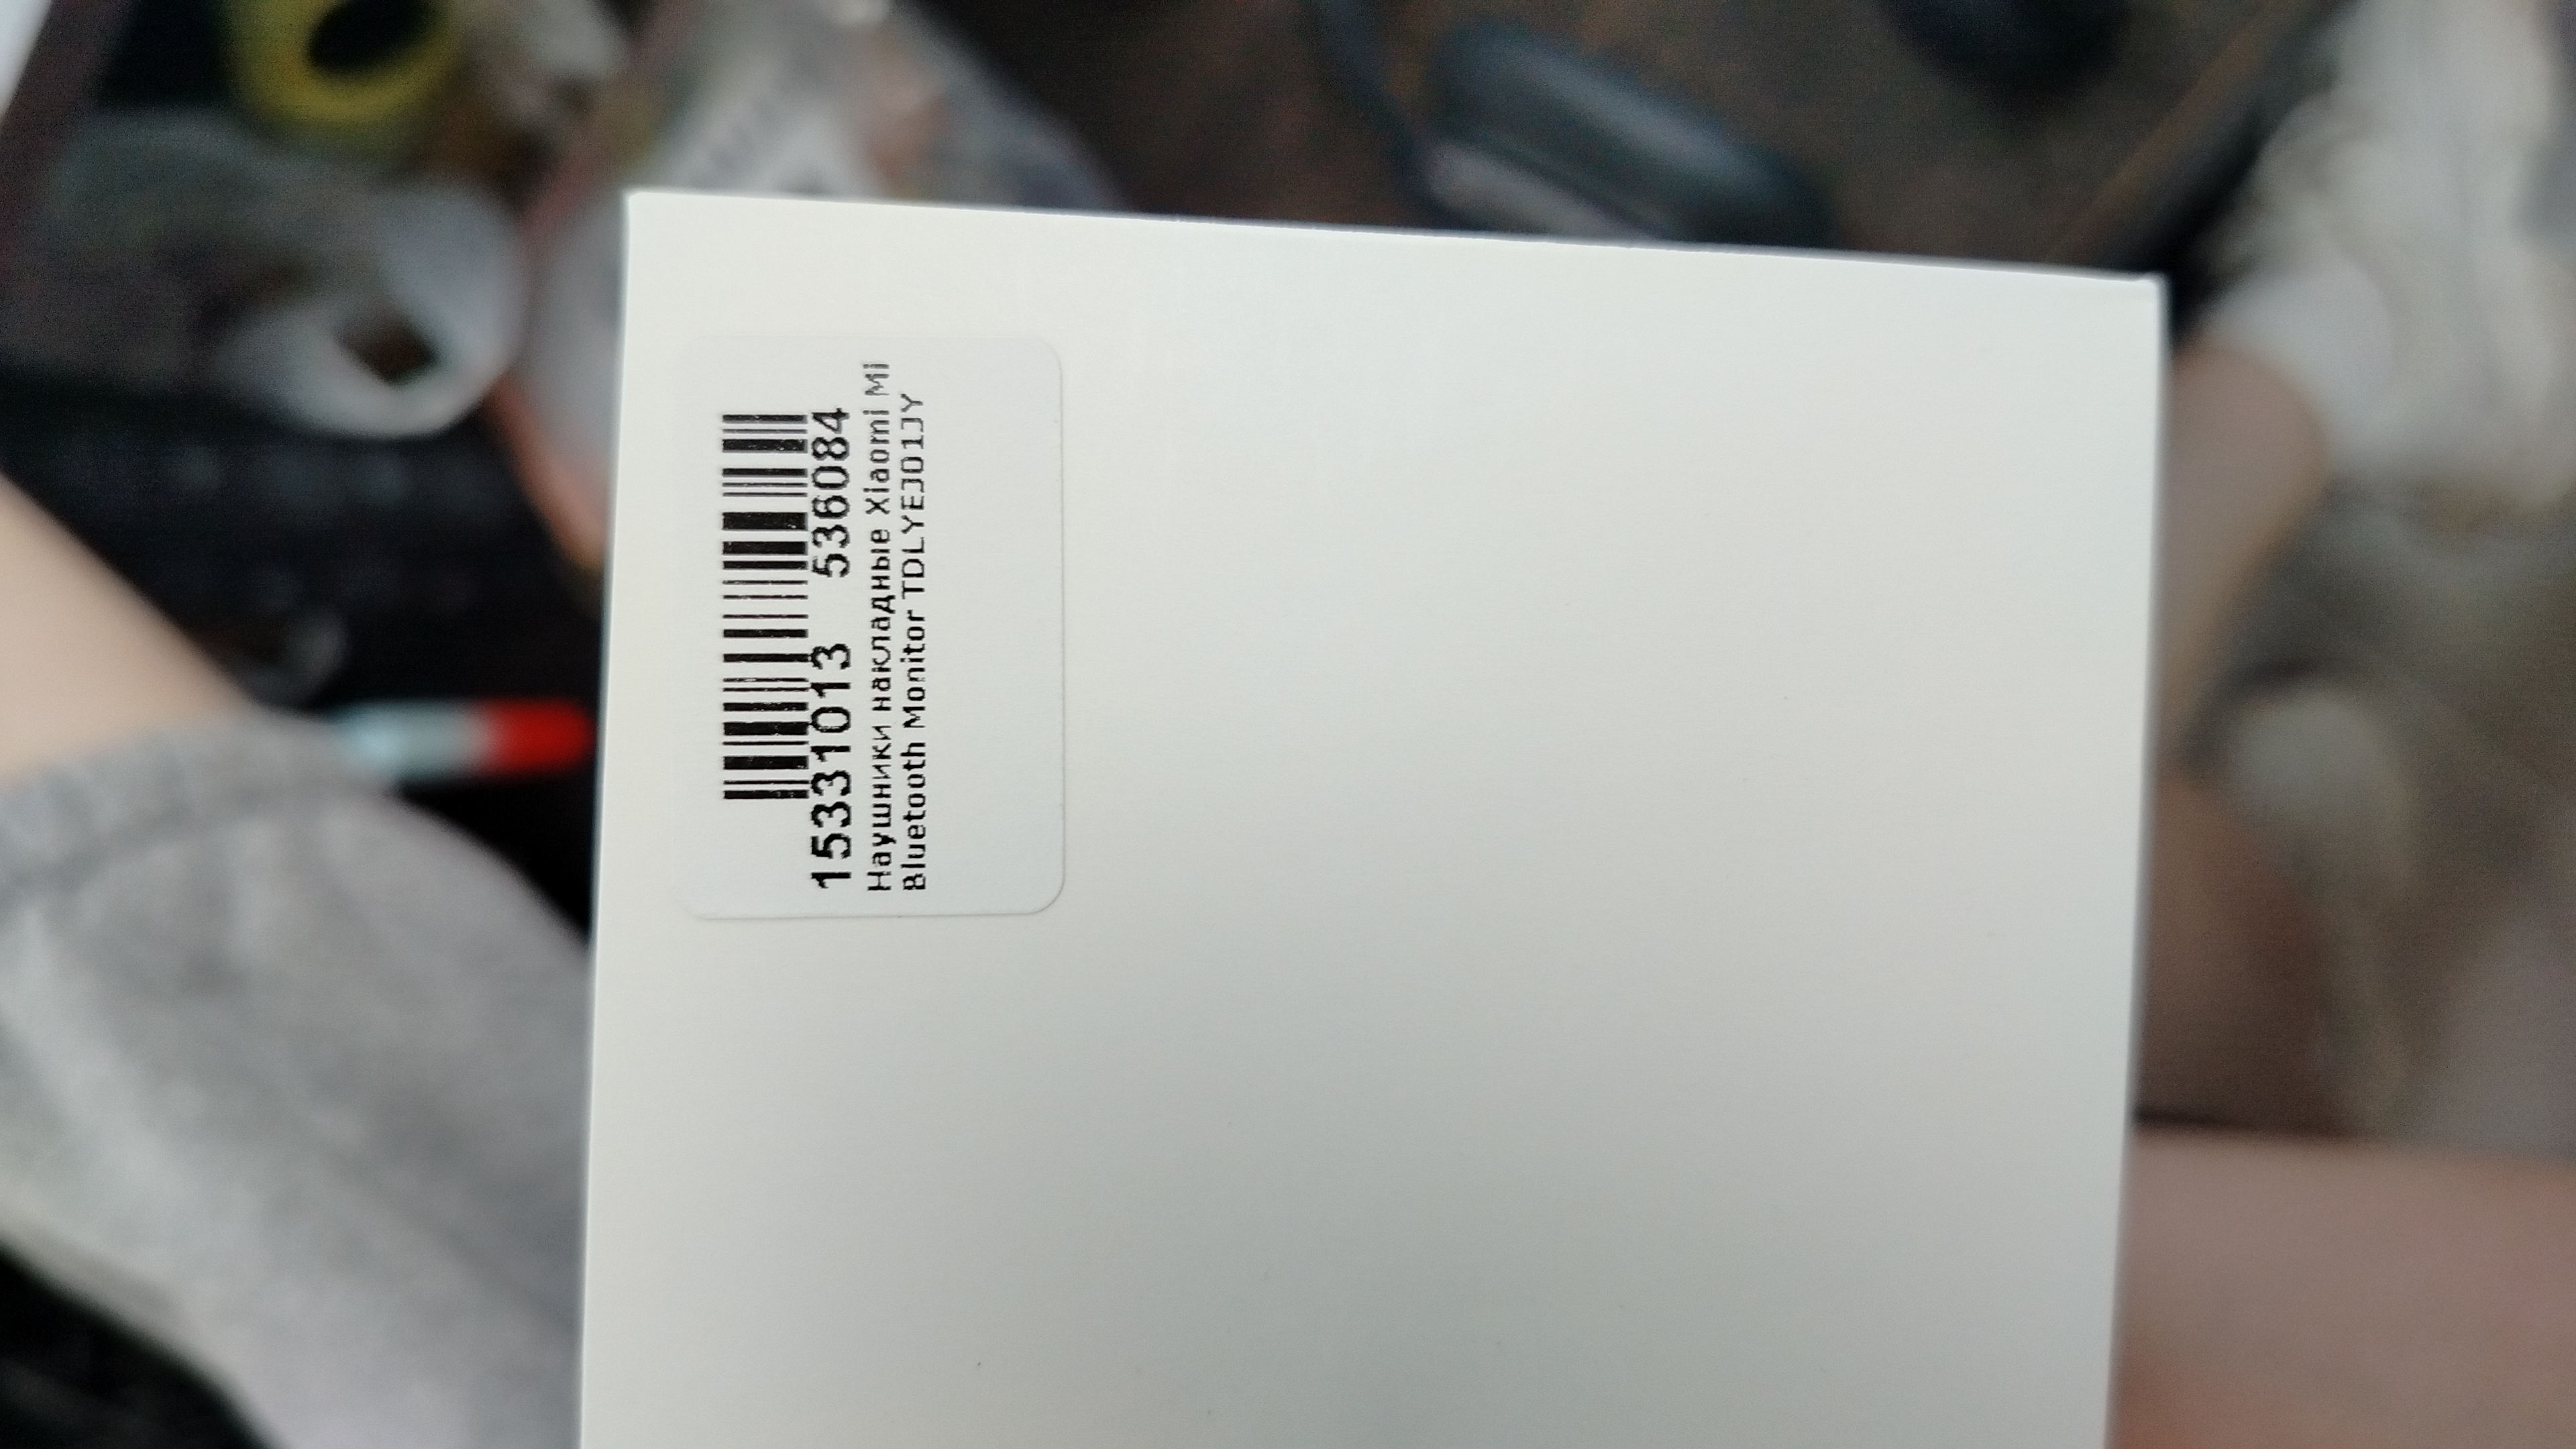 15331013 536084
Наушники накладные Xiaomi Mi
Bluetooth Monitor TDLYEJ01JY